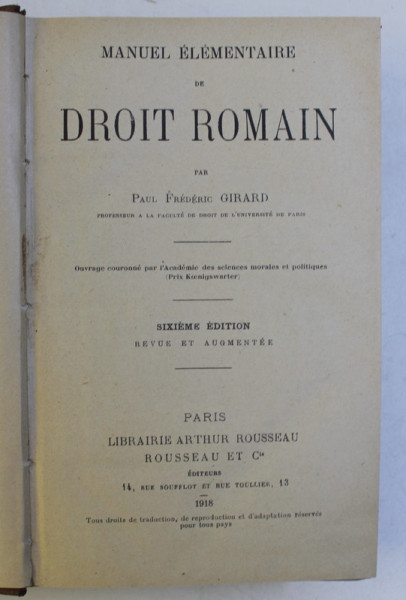 MANUEL ÉLÉMENTAIRE
DE
DROIT ROMAIN
PAR
PAUL FRÉDÉRIC GIRARD
PROFESSEUR A LA FACULTÉ DE DROIT DE L'UNIVERSITÉ DE PARIS
Ouvrage couronné par l'Académie des sciences morales et politiques
(Prix Kœnigswarter)
SIXIÈME ÉDITION
REVUE ET AUGMENTÉE
PARIS
LIBRAIRIE ARTHUR ROUSSEAU
ROUSSEAU ET Cie
ÉDITEURS
14, RUE SOUFFLOT ET RUE TOULLIER, 13
1918
Tous droits de traduction, de reproduction et d'adaptation réservés
pour tous pays